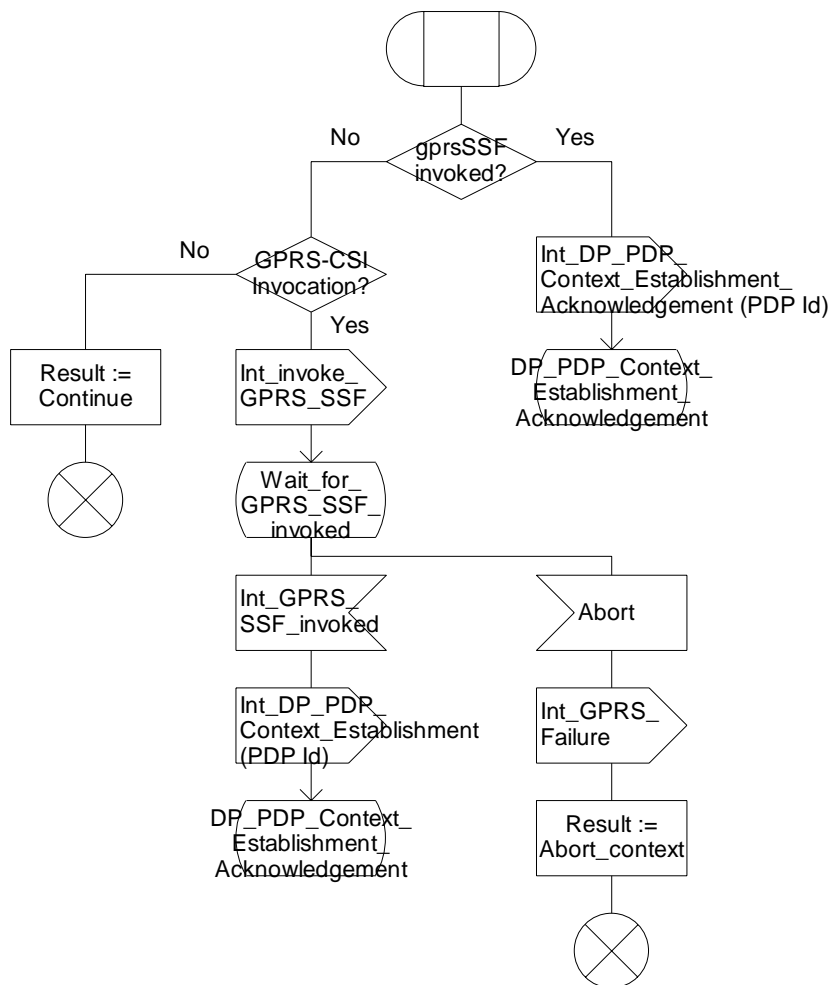 gprsSSF
invoked?
No
Yes
GPRS-CSI
Invocation?
No
Yes
Int_DP_PDP_
Context_Establishment_
Acknowledgement (PDP Id)
Result :=
Continue
Int_invoke_
GPRS_SSF
DP_PDP_Context_
Establishment_
Acknowledgement
Wait_for_
GPRS_SSF_
invoked
Int_GPRS_
SSF_invoked
Abort
Int_DP_PDP_
Context_Establishment
(PDP Id)
Int_GPRS_
Failure
DP_PDP_Context_
Establishment_
Acknowledgement
Result :=
Abort_context